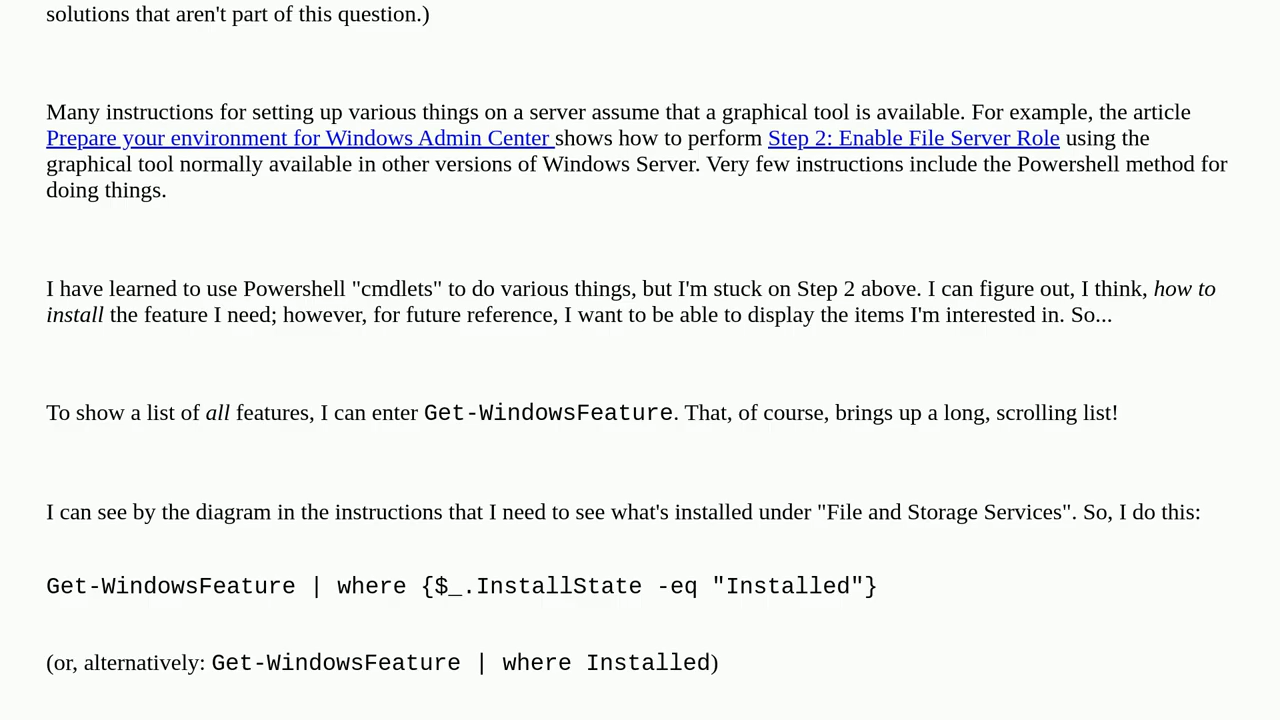 solutions that aren't part of this question.)
Many instructions for setting up various things on a server assume that a graphical tool is available. For example, the article
Prepare your environment for Windows Admin Center shows how to perform Step 2: Enable File Server Role using the
graphical tool normally available in other versions of Windows Server. Very few instructions include the Powershell method for
doing things.
I have learned to use Powershell "cmdlets" to do various things, but I'm stuck on Step 2 above. I can figure out, I think, how to
install the feature I need; however, for future reference, I want to be able to display the items I'm interested in. So...
To show a list of all features, I can enter Get-WindowsFeature. That, of course, brings up a long, scrolling list!
I can see by the diagram in the instructions that I need to see what's installed under "File and Storage Services". So, I do this:
Get-WindowsFeature | where {$_.InstallState -eq "Installed"}
(or, alternatively: Get-WindowsFeature | where Installed)